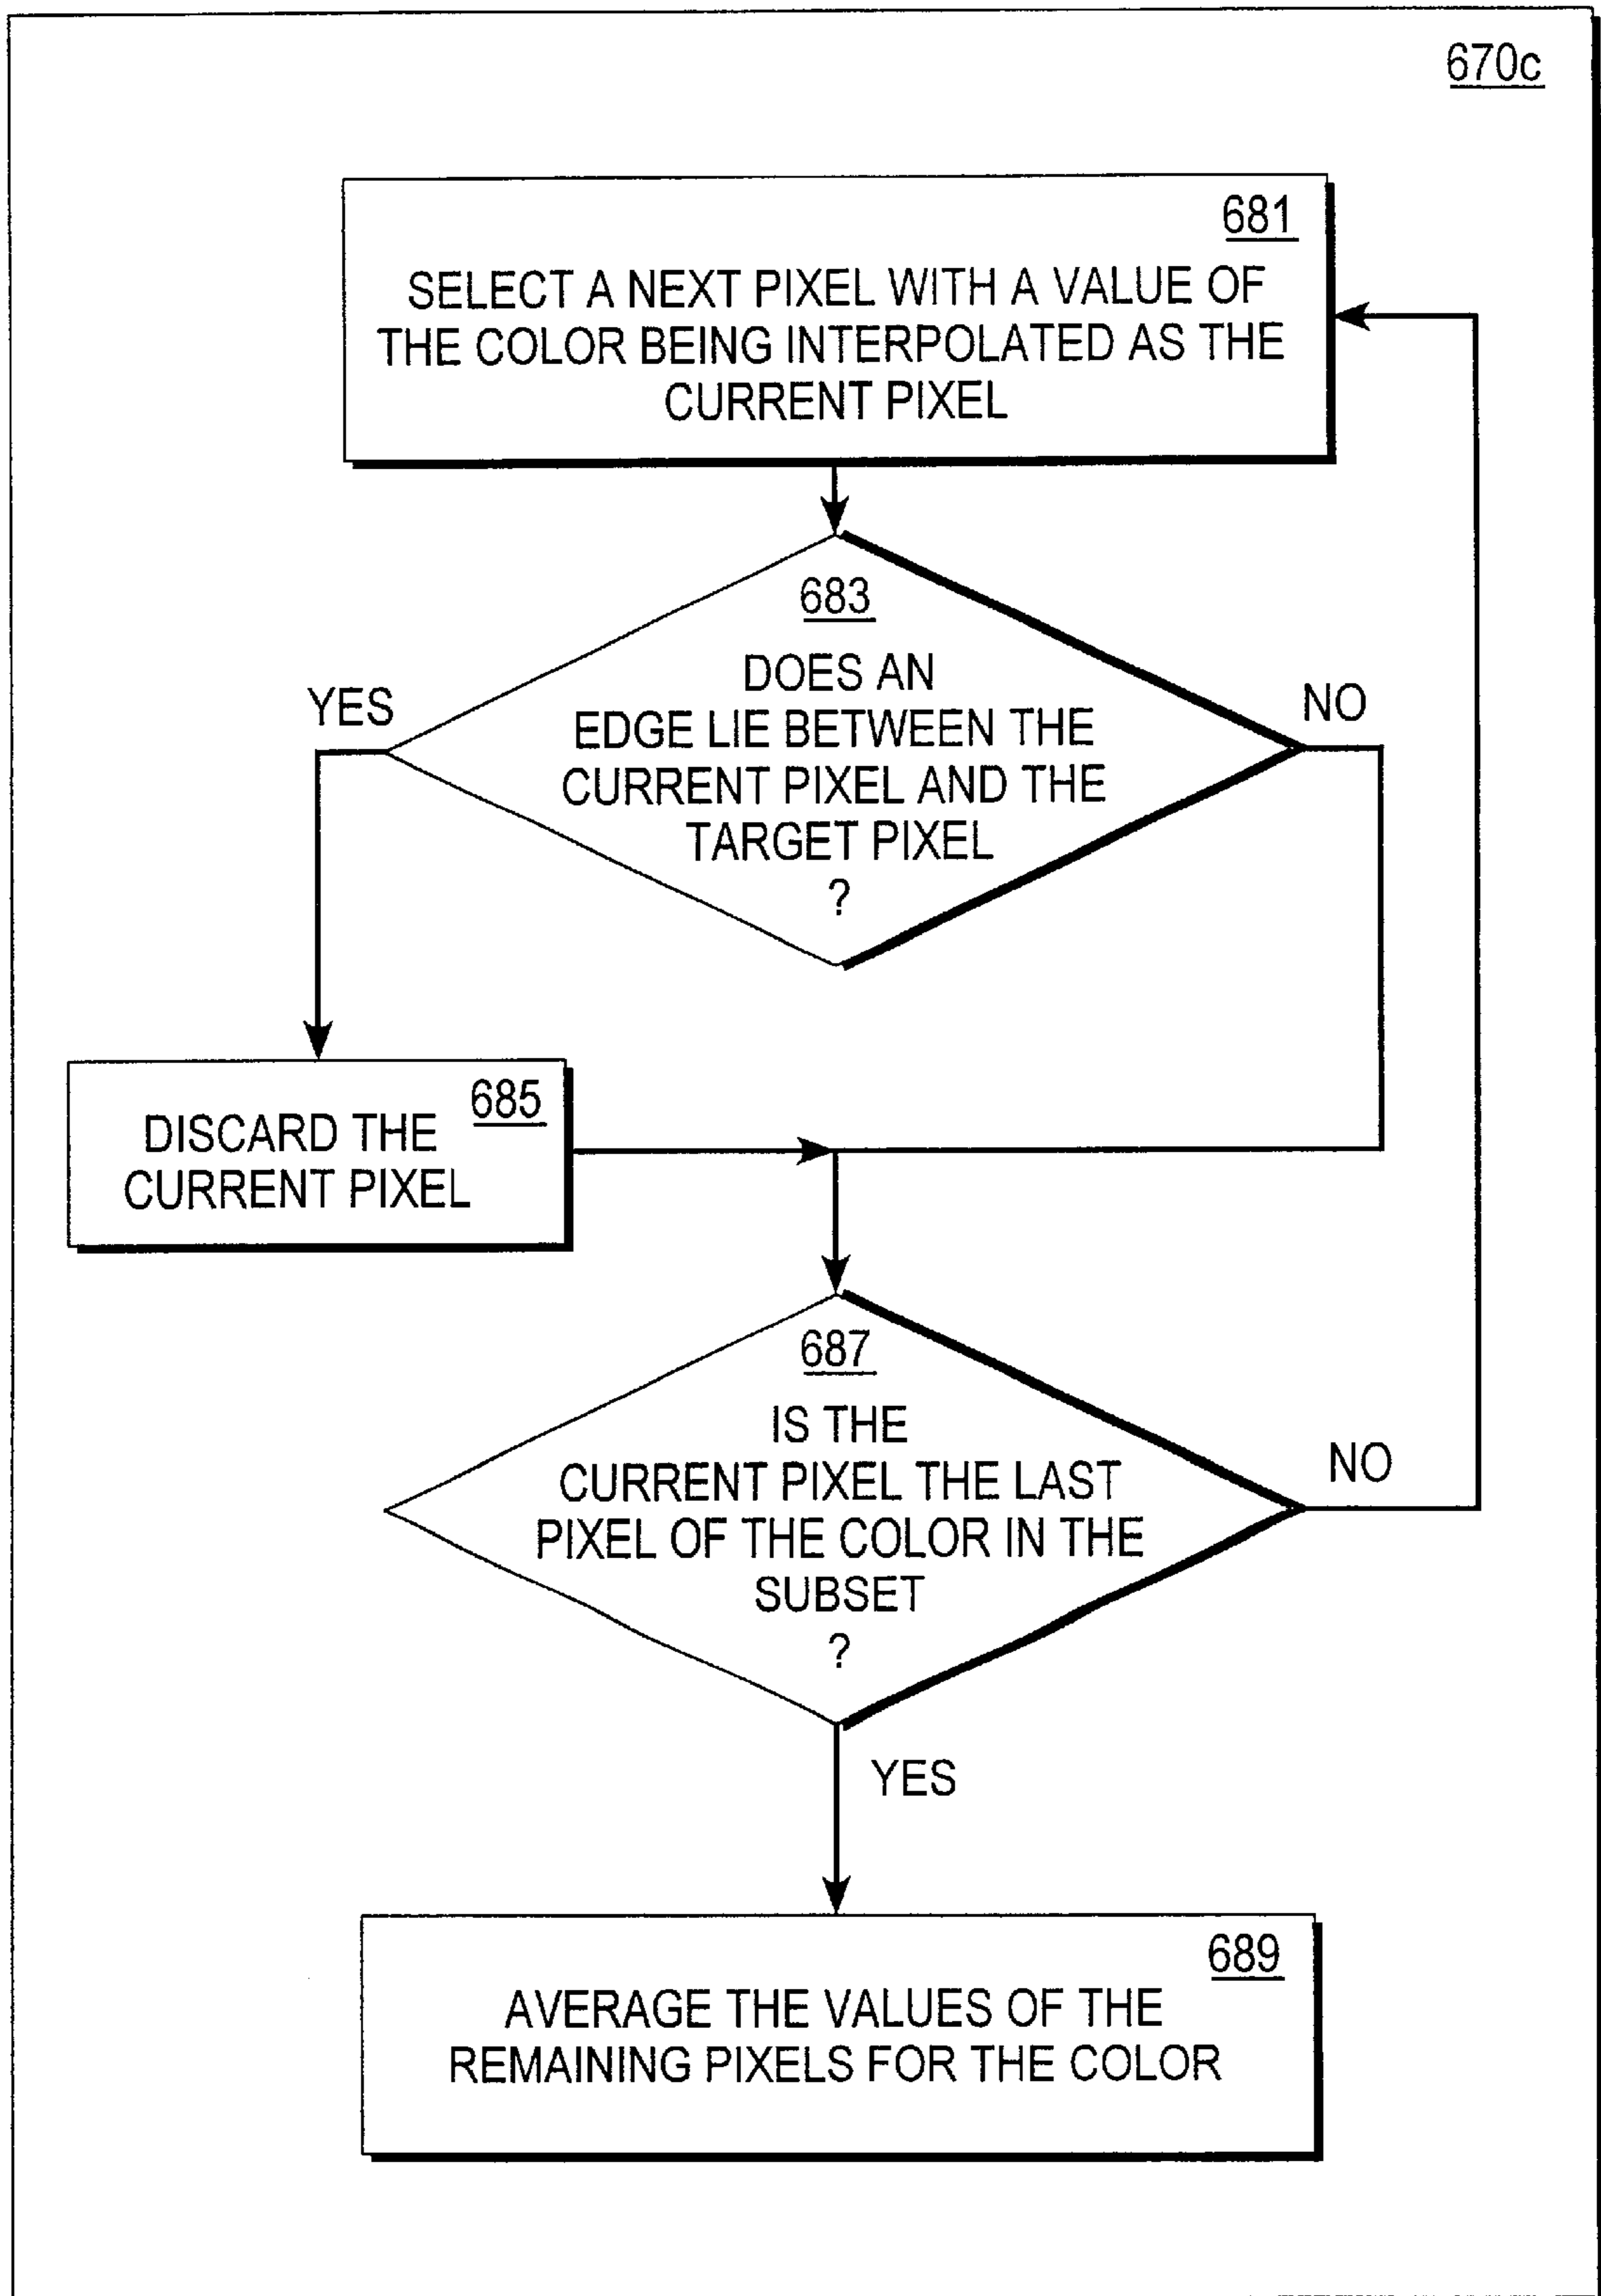 670c
681
SELECT A NEXT PIXEL WITH A VALUE OF
THE COLOR BEING INTERPOLATED AS THE
CURRENT PIXEL
683
DOES AN
EDGE LIE BETWEEN THE
CURRENT PIXEL AND THE
TARGET PIXEL
?
YES
NO
685
DISCARD THE
CURRENT PIXEL
687
IS THE
CURRENT PIXEL THE LAST
PIXEL OF THE COLOR IN THE
SUBSET
?
NO
YES
689
AVERAGE THE VALUES OF THE
REMAINING PIXELS FOR THE COLOR